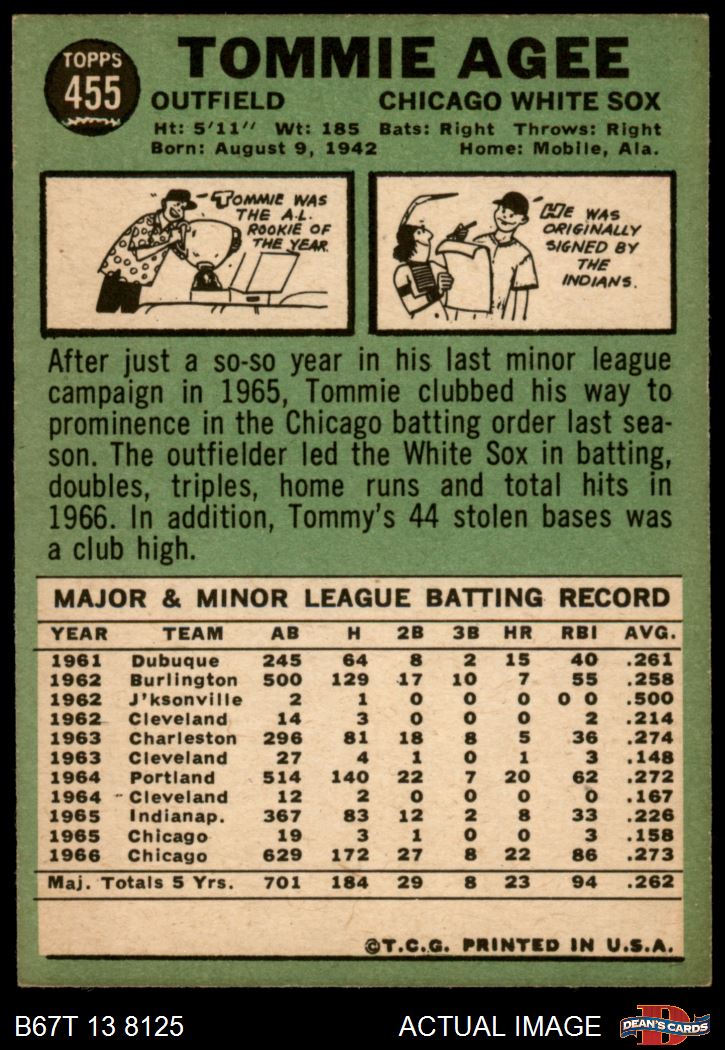 TOPPS
455
TOMMIE AGEE
OUTFIELD CHICAGO WHITE SOX
Ht: 5'11" Wt: 185 Bats: Right Throws: Right
Born: August 9, 1942 Home: Mobile, Ala.
TOMMIE WAS
THE A.L.
ROOKIE OF
THE YEAR.
HE WAS
ORIGINALLY
SIGNED BY
THE
INDIANS.
After just a so-so year in his last minor league
campaign in 1965, Tommie clubbed his way to
prominence in the Chicago batting order last sea-
son. The outfielder led the White Sox in batting,
doubles, triples, home runs and total hits in
1966. In addition, Tommy's 44 stolen bases was
a club high.
MAJOR & MINOR LEAGUE BATTING RECORD
YEAR TEAM AB H 2B 3B HR RBI AVG.
1961 Dubuque 245 64 8 2 15 40 .261
1962 Burlington 500 129 17 10 7 55 .258
1962 J'ksonville 2 1 0 0 0 0 0 .500
1962 Cleveland 14 3 0 0 0 2 .214
1963 Charleston 296 81 18 8 5 36 .274
1963 Cleveland 27 4 1 0 1 3 .148
1964 Portland 514 140 22 7 20 62 .272
1964 Cleveland 12 2 0 0 0 0 .167
1965 Indianap. 367 83 12 2 8 33 .226
1965 Chicago 19 3 1 0 0 3 .158
1966 Chicago 629 172 27 8 22 86 .273
Maj. Totals 5 Yrs. 701 184 29 8 23 94 .262
©T.C.G. PRINTED IN U.S.A.
B67T 13 8125 ACTUAL IMAGE
D
DEAN'S CARDS